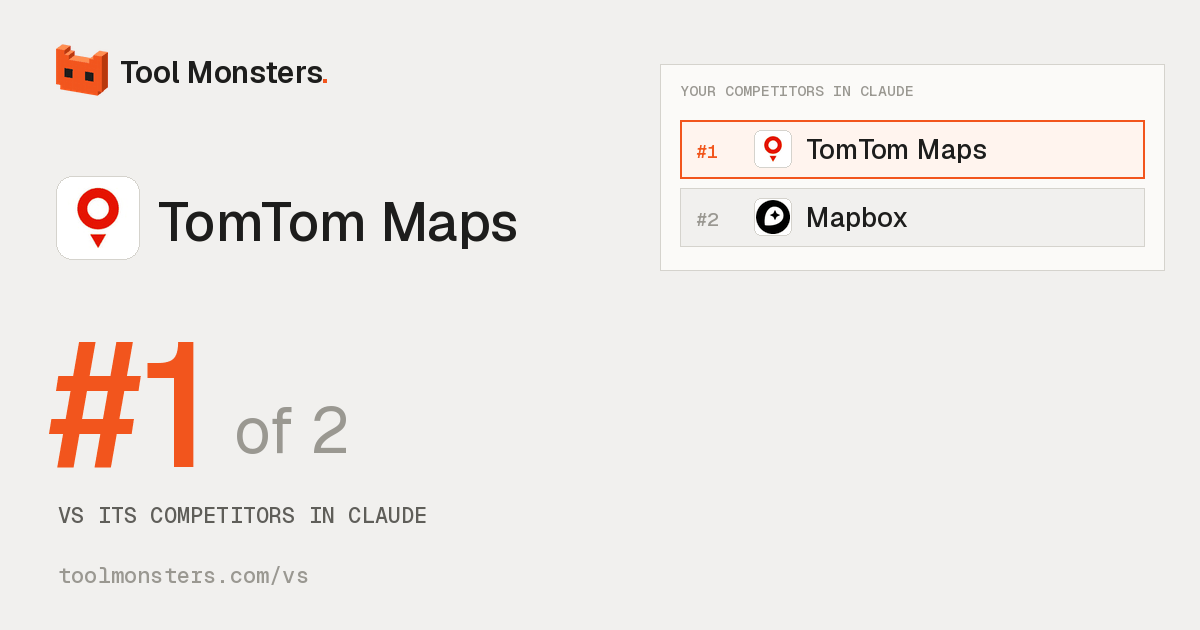 Tool Monsters.
TomTom Maps
#1 of 2
VS ITS COMPETITORS IN CLAUDE
toolmonsters.com/vs
YOUR COMPETITORS IN CLAUDE
#1 TomTom Maps
#2 Mapbox